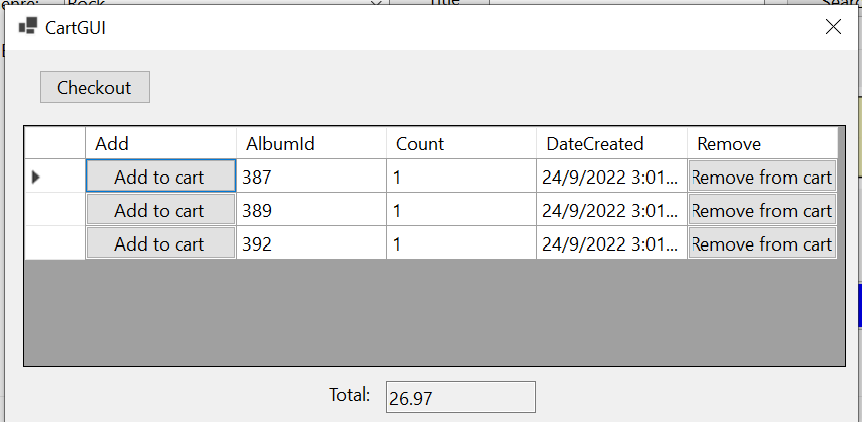 enre: Rock Title Searc
CartGUI
Checkout
Add AlbumId Count DateCreated Remove
Add to cart 387 1 24/9/2022 3:01... Remove from cart
Add to cart 389 1 24/9/2022 3:01... Remove from cart
Add to cart 392 1 24/9/2022 3:01... Remove from cart
Total: 26.97